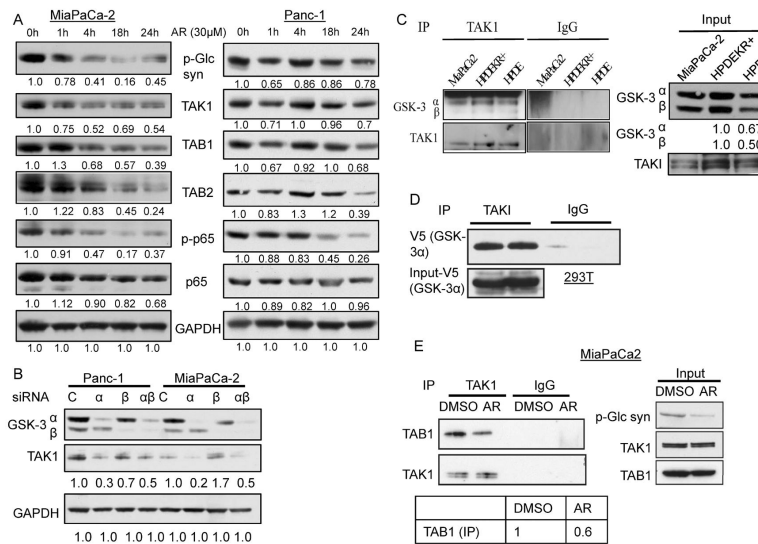 A
MiaPaCa-2
Panc-1
0h 1h 4h 18h 24h AR (30µM) 0h 1h 4h 18h 24h
p-Glc syn
1.0 0.78 0.41 0.16 0.45
1.0 0.65 0.86 0.86 0.78
TAK1
1.0 0.75 0.52 0.69 0.54
1.0 0.71 1.0 0.96 0.7
TAB1
1.0 1.3 0.68 0.57 0.39
1.0 0.67 0.92 1.0 0.68
TAB2
1.0 1.22 0.83 0.45 0.24
1.0 0.83 1.3 1.2 0.39
p-p65
1.0 0.91 0.47 0.17 0.37
1.0 0.88 0.83 0.45 0.26
p65
1.0 1.12 0.90 0.82 0.68
1.0 0.89 0.82 1.0 0.96
GAPDH
1.0 1.0 1.0 1.0 1.0
1.0 1.0 1.0 1.0 1.0
B
Panc-1 MiaPaCa-2
siRNA C α β αβ C α β αβ
GSK-3 α
β
TAK1
1.0 0.3 0.7 0.5 1.0 0.2 1.7 0.5
GAPDH
1.0 1.0 1.0 1.0 1.0 1.0 1.0 1.0
C
IP TAK1 IgG
MiaPaCa2 HPDEKR+ HPDE MiaPaCa2 HPDEKR+ HPDE
GSK-3 α
β
TAK1
Input
MiaPaCa-2 HPDEKR+
GSK-3 α
β
GSK-3 α 1.0 0.67
β 1.0 0.50
TAKI
D
IP TAKI IgG
V5 (GSK-
3α)
Input-V5
(GSK-3α)
293T
E
MiaPaCa2
IP TAK1 IgG
DMSO AR DMSO AR
TAB1
TAK1
Input
DMSO AR
p-Glc syn
TAK1
TAB1
DMSO AR
TAB1 (IP) 1 0.6